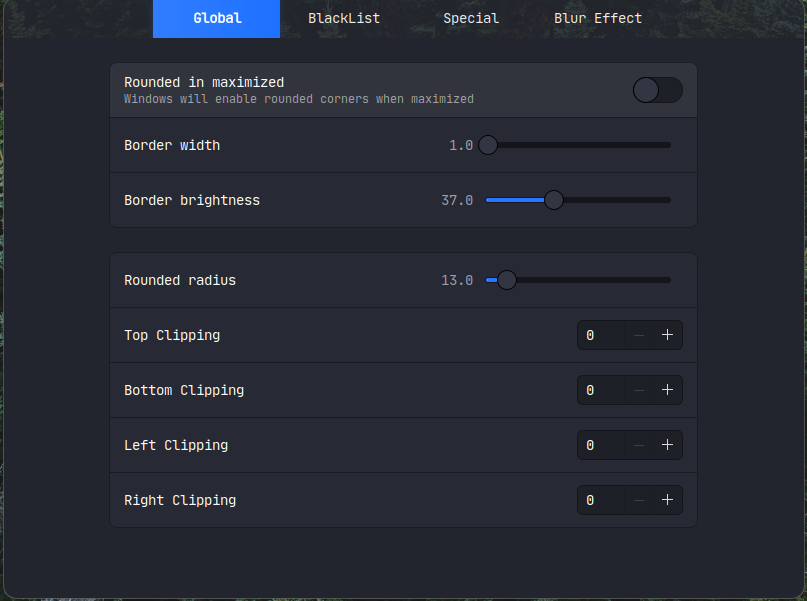 Global BlackList Special Blur Effect
Rounded in maximized
Windows will enable rounded corners when maximized
Border width 1.0
Border brightness 37.0
Rounded radius 13.0
Top Clipping 0
Bottom Clipping 0
Left Clipping 0
Right Clipping 0